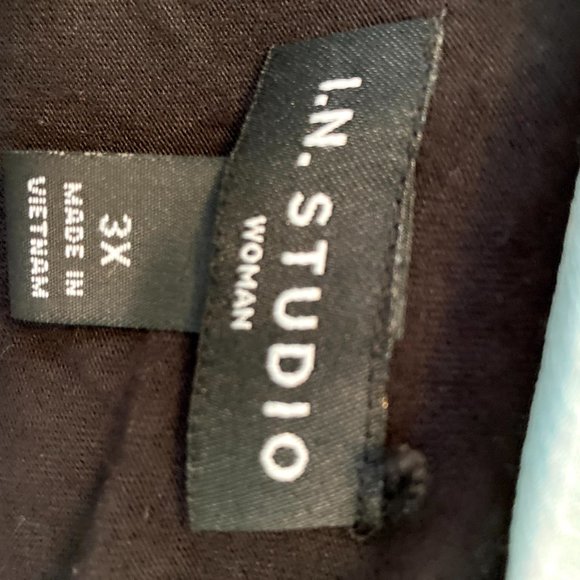 I.N. STUDIO
WOMAN
3X
MADE IN
VIETNAM